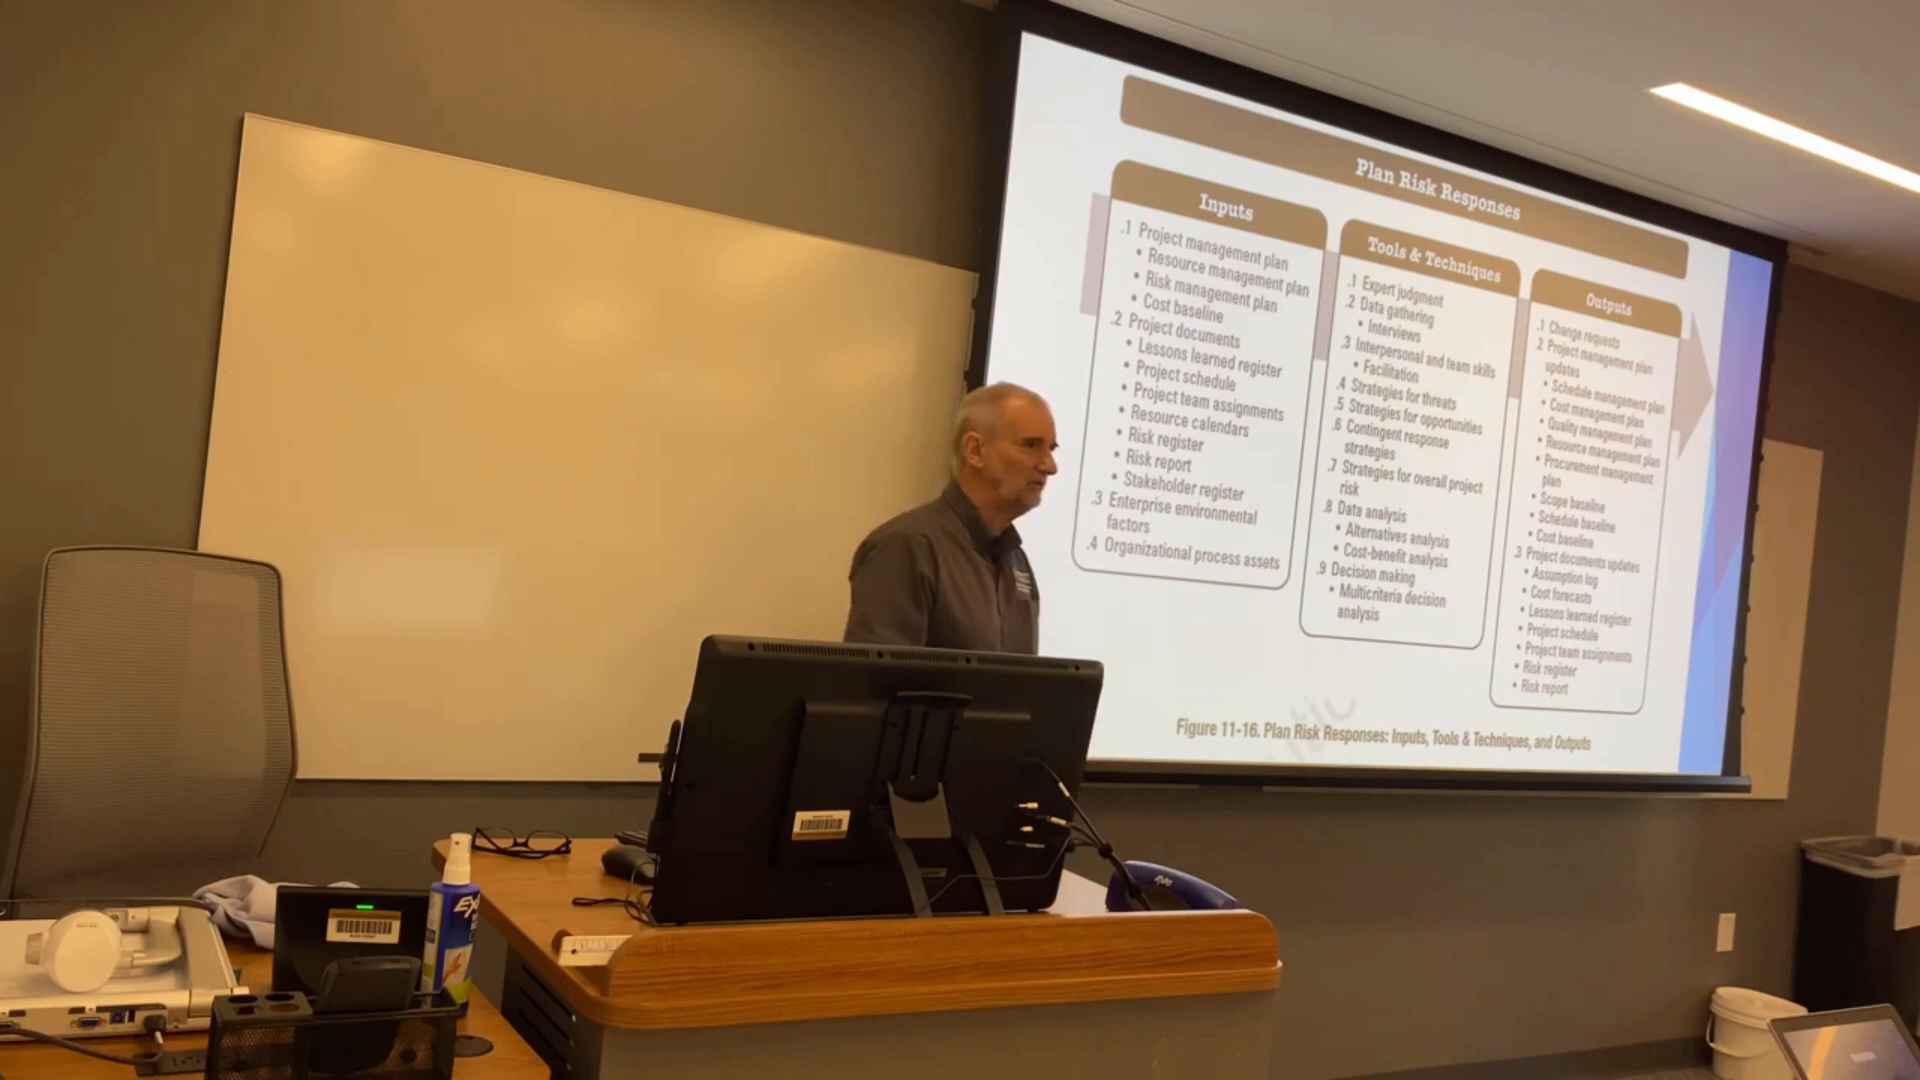 Plan Risk Responses
Inputs
.1 Project management plan
• Resource management plan
• Risk management plan
• Cost baseline
.2 Project documents
• Lessons learned register
• Project schedule
• Project team assignments
• Resource calendars
• Risk register
• Risk report
• Stakeholder register
.3 Enterprise environmental
factors
.4 Organizational process assets
Tools & Techniques
.1 Expert judgment
.2 Data gathering
• Interviews
.3 Interpersonal and team skills
• Facilitation
.4 Strategies for threats
.5 Strategies for opportunities
.6 Contingent response
strategies
.7 Strategies for overall project
risk
.8 Data analysis
• Alternatives analysis
• Cost-benefit analysis
.9 Decision making
• Multicriteria decision
analysis
Outputs
.1 Change requests
.2 Project management plan
updates
• Schedule management plan
• Cost management plan
• Quality management plan
• Resource management plan
• Procurement management
plan
• Scope baseline
• Schedule baseline
• Cost baseline
.3 Project documents updates
• Assumption log
• Cost forecasts
• Lessons learned register
• Project schedule
• Project team assignments
• Risk register
• Risk report
Figure 11-16. Plan Risk Responses: Inputs, Tools & Techniques, and Outputs